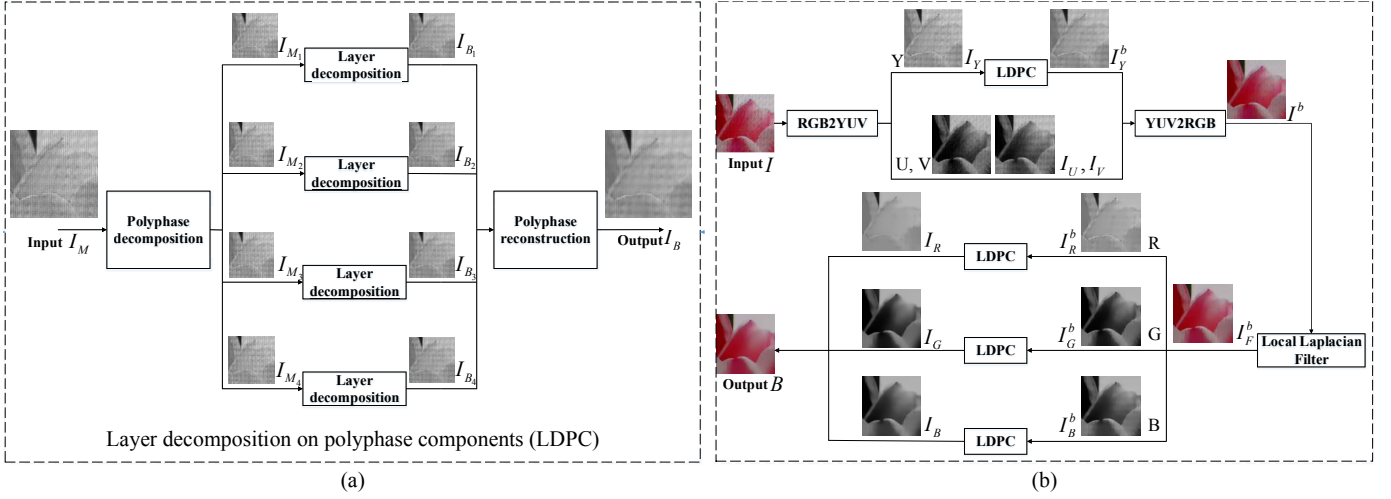 I_{M_1}
Layer
decomposition
I_{B_1}
I_{M_2}
Layer
decomposition
I_{B_2}
Input I_M
Polyphase
decomposition
Polyphase
reconstruction
Output I_B
I_{M_3}
Layer
decomposition
I_{B_3}
I_{M_4}
Layer
decomposition
I_{B_4}
Layer decomposition on polyphase components (LDPC)
(a)
Y
I_Y
LDPC
I_Y^b
Input I
RGB2YUV
U, V
I_U , I_V
YUV2RGB
I^b
I_R
LDPC
I_R^b
R
I_G
LDPC
I_G^b
G
I_F^b
Local Laplacian
Filter
Output B
I_B
LDPC
I_B^b
B
(b)